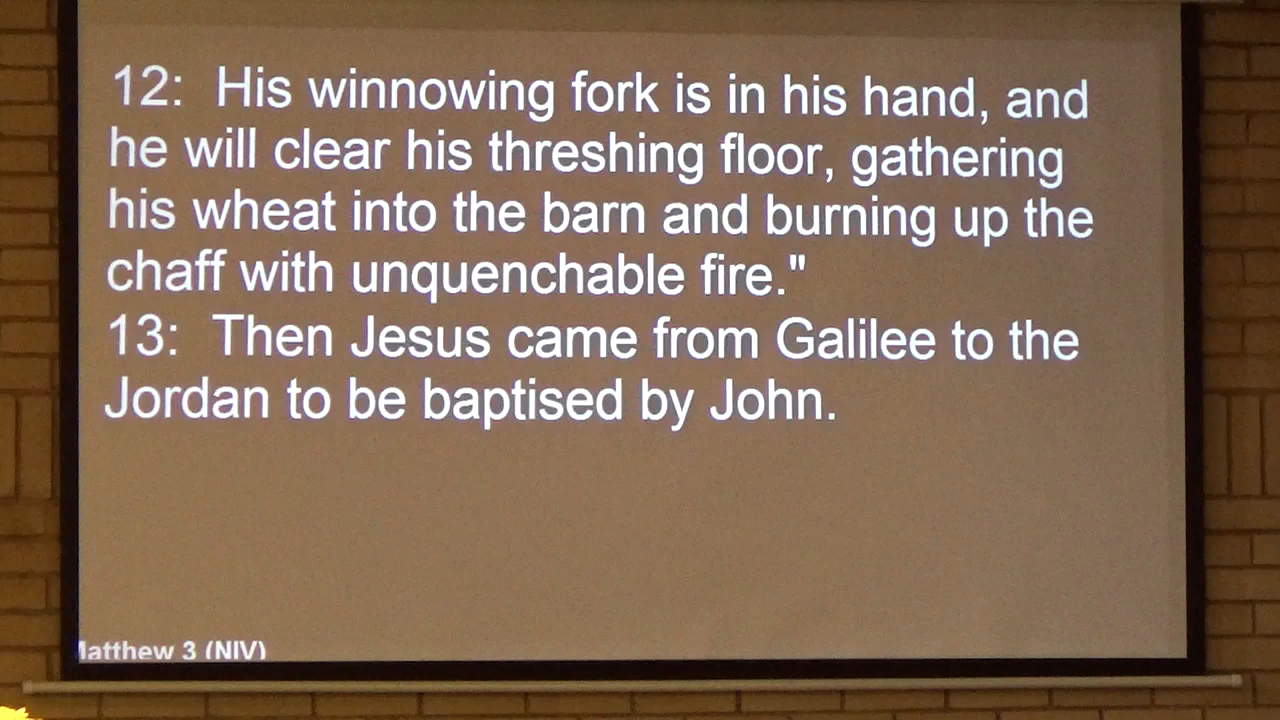 12: His winnowing fork is in his hand, and
he will clear his threshing floor, gathering
his wheat into the barn and burning up the
chaff with unquenchable fire."
13: Then Jesus came from Galilee to the
Jordan to be baptised by John.
Matthew 3 (NIV)